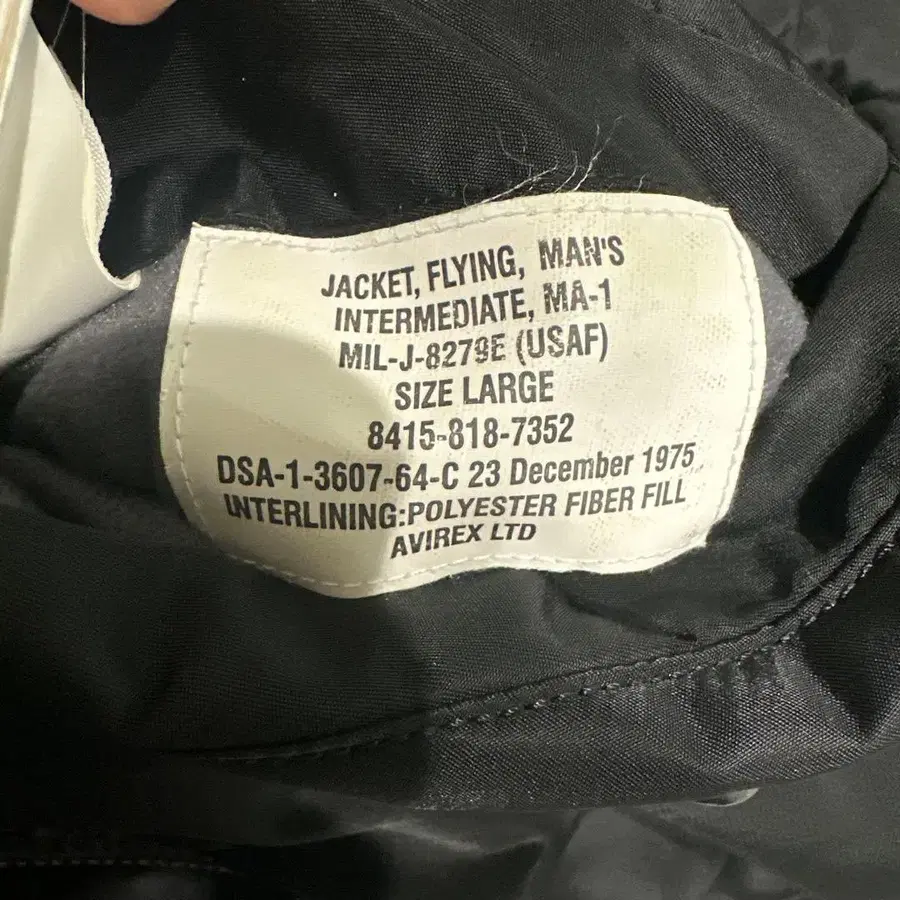 JACKET, FLYING, MAN'S
INTERMEDIATE, MA-1
MIL-J-8279E (USAF)
SIZE LARGE
8415-818-7352
DSA-1-3607-64-C 23 December 1975
INTERLINING:POLYESTER FIBER FILL
AVIREX LTD